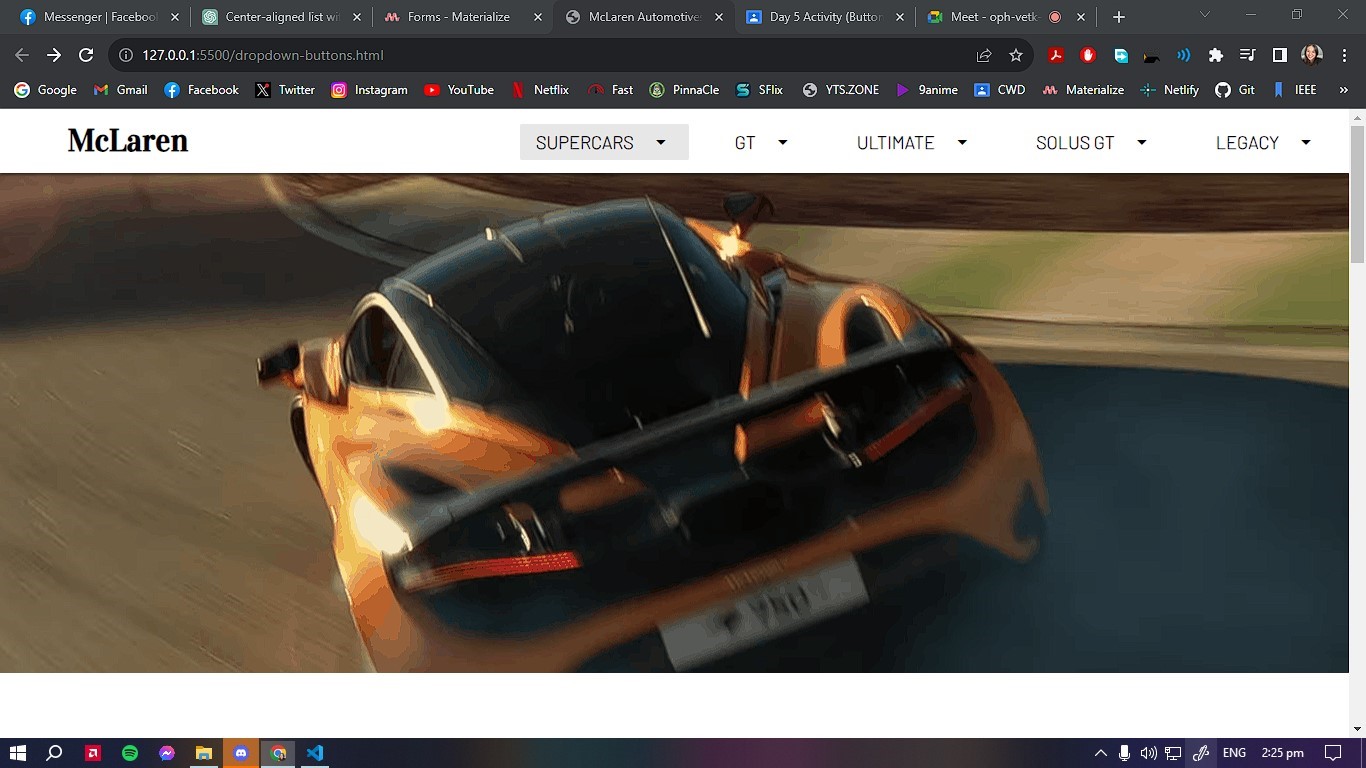 Messenger | Facebool
Center-aligned list wi
Forms - Materialize
McLaren Automotive
Day 5 Activity (Buttor
Meet - oph-vetk
127.0.0.1:5500/dropdown-buttons.html
Google Gmail Facebook Twitter Instagram YouTube Netflix Fast PinnaCle SFlix YTS.ZONE 9anime CWD Materialize Netlify Git IEEE »
McLaren SUPERCARS GT ULTIMATE SOLUS GT LEGACY
ENG 2:25 pm